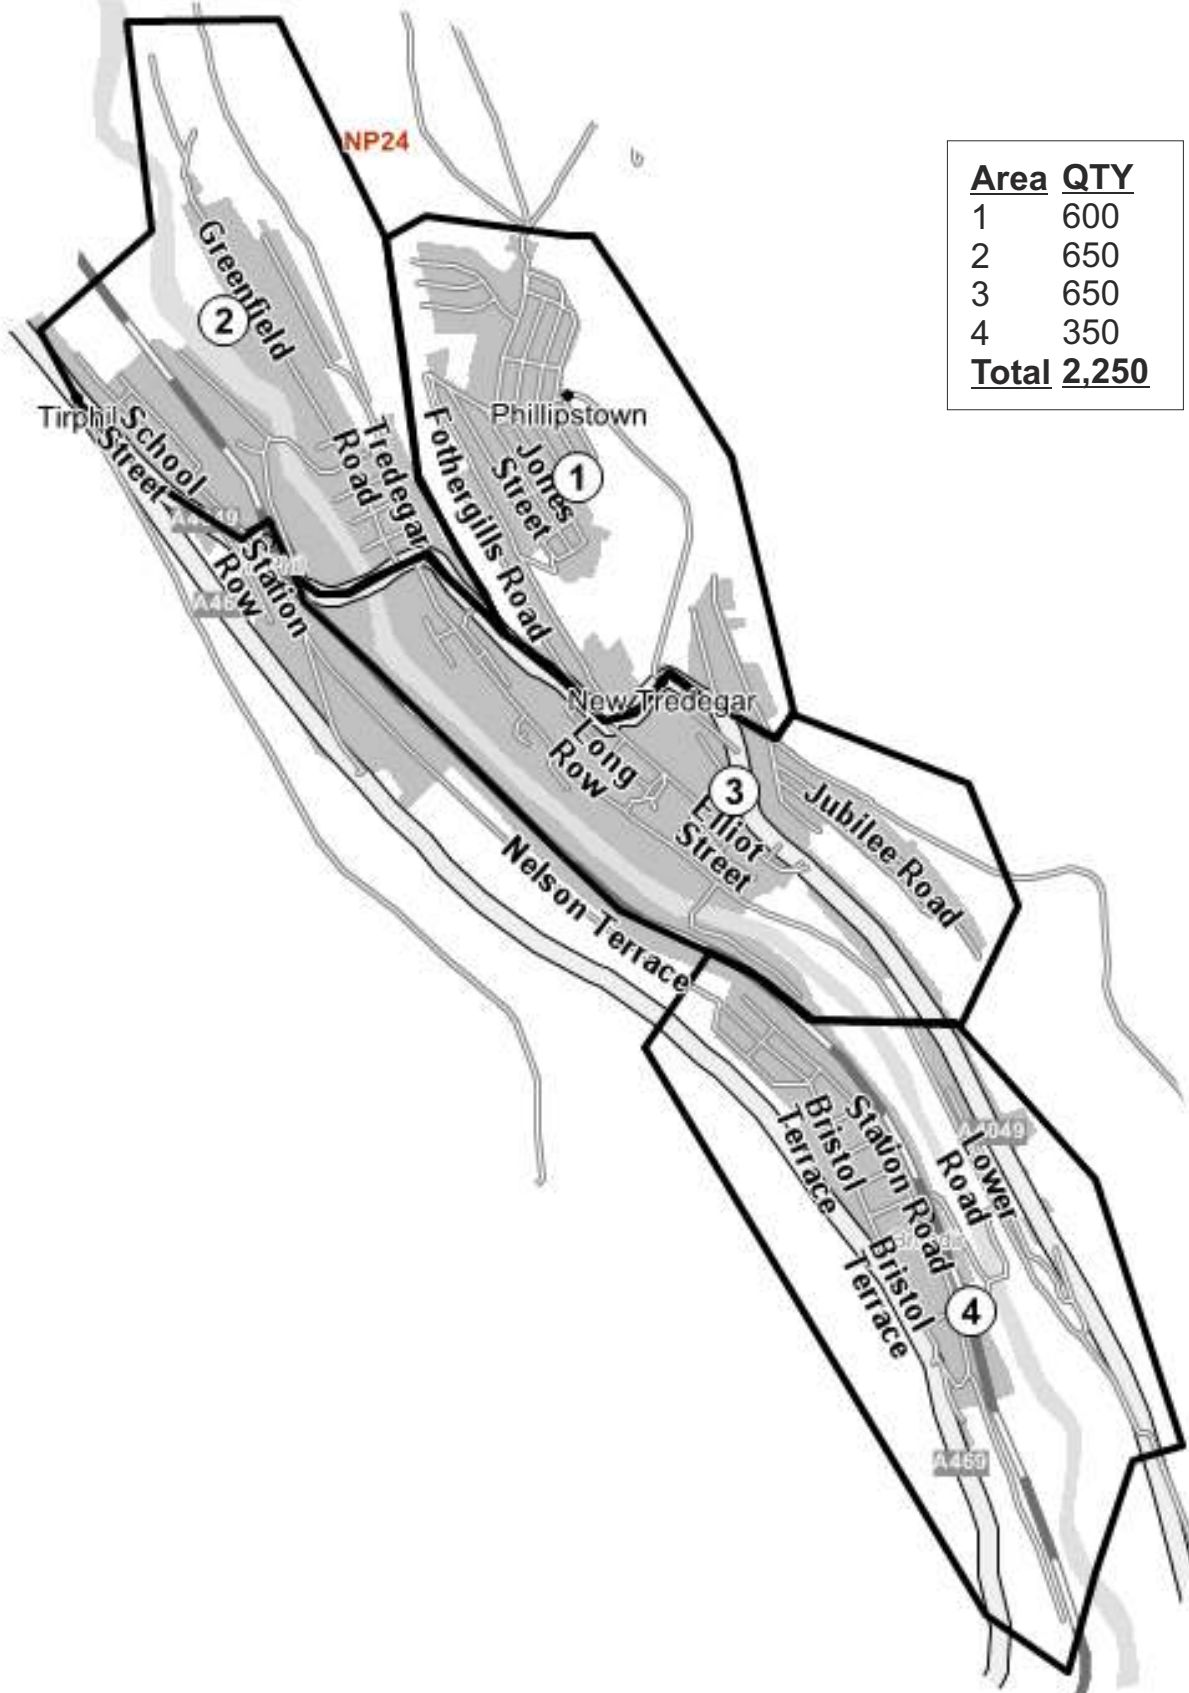 NP24
Area QTY
1 600
2 650
3 650
4 350
Total 2,250
Greenfield
2
Tirphil
School
Street
Tredegar
Road
Phillipstown
Fothergills Road
Jones
Street
1
Station
Row
New Tredegar
Long
Row
3
Elliot
Street
Jubilee Road
Nelson Terrace
A4049
Lower
Road
Station Road
Bristol
Terrace
Bristol
Terrace
4
A469